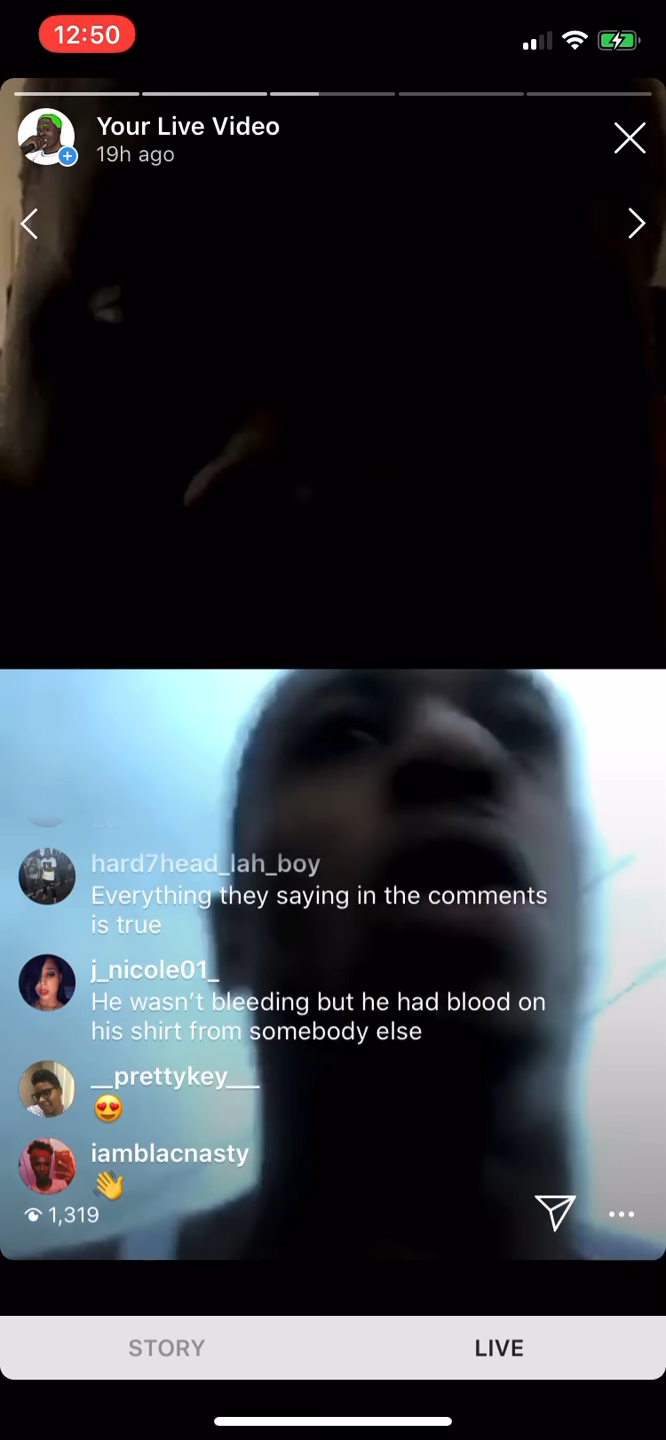 12:50
Your Live Video
19h ago
hard7head_lah_boy
Everything they saying in the comments
is true
j_nicole01_
He wasn't bleeding but he had blood on
his shirt from somebody else
__prettykey___
iamblacnasty
1,319
STORY
LIVE